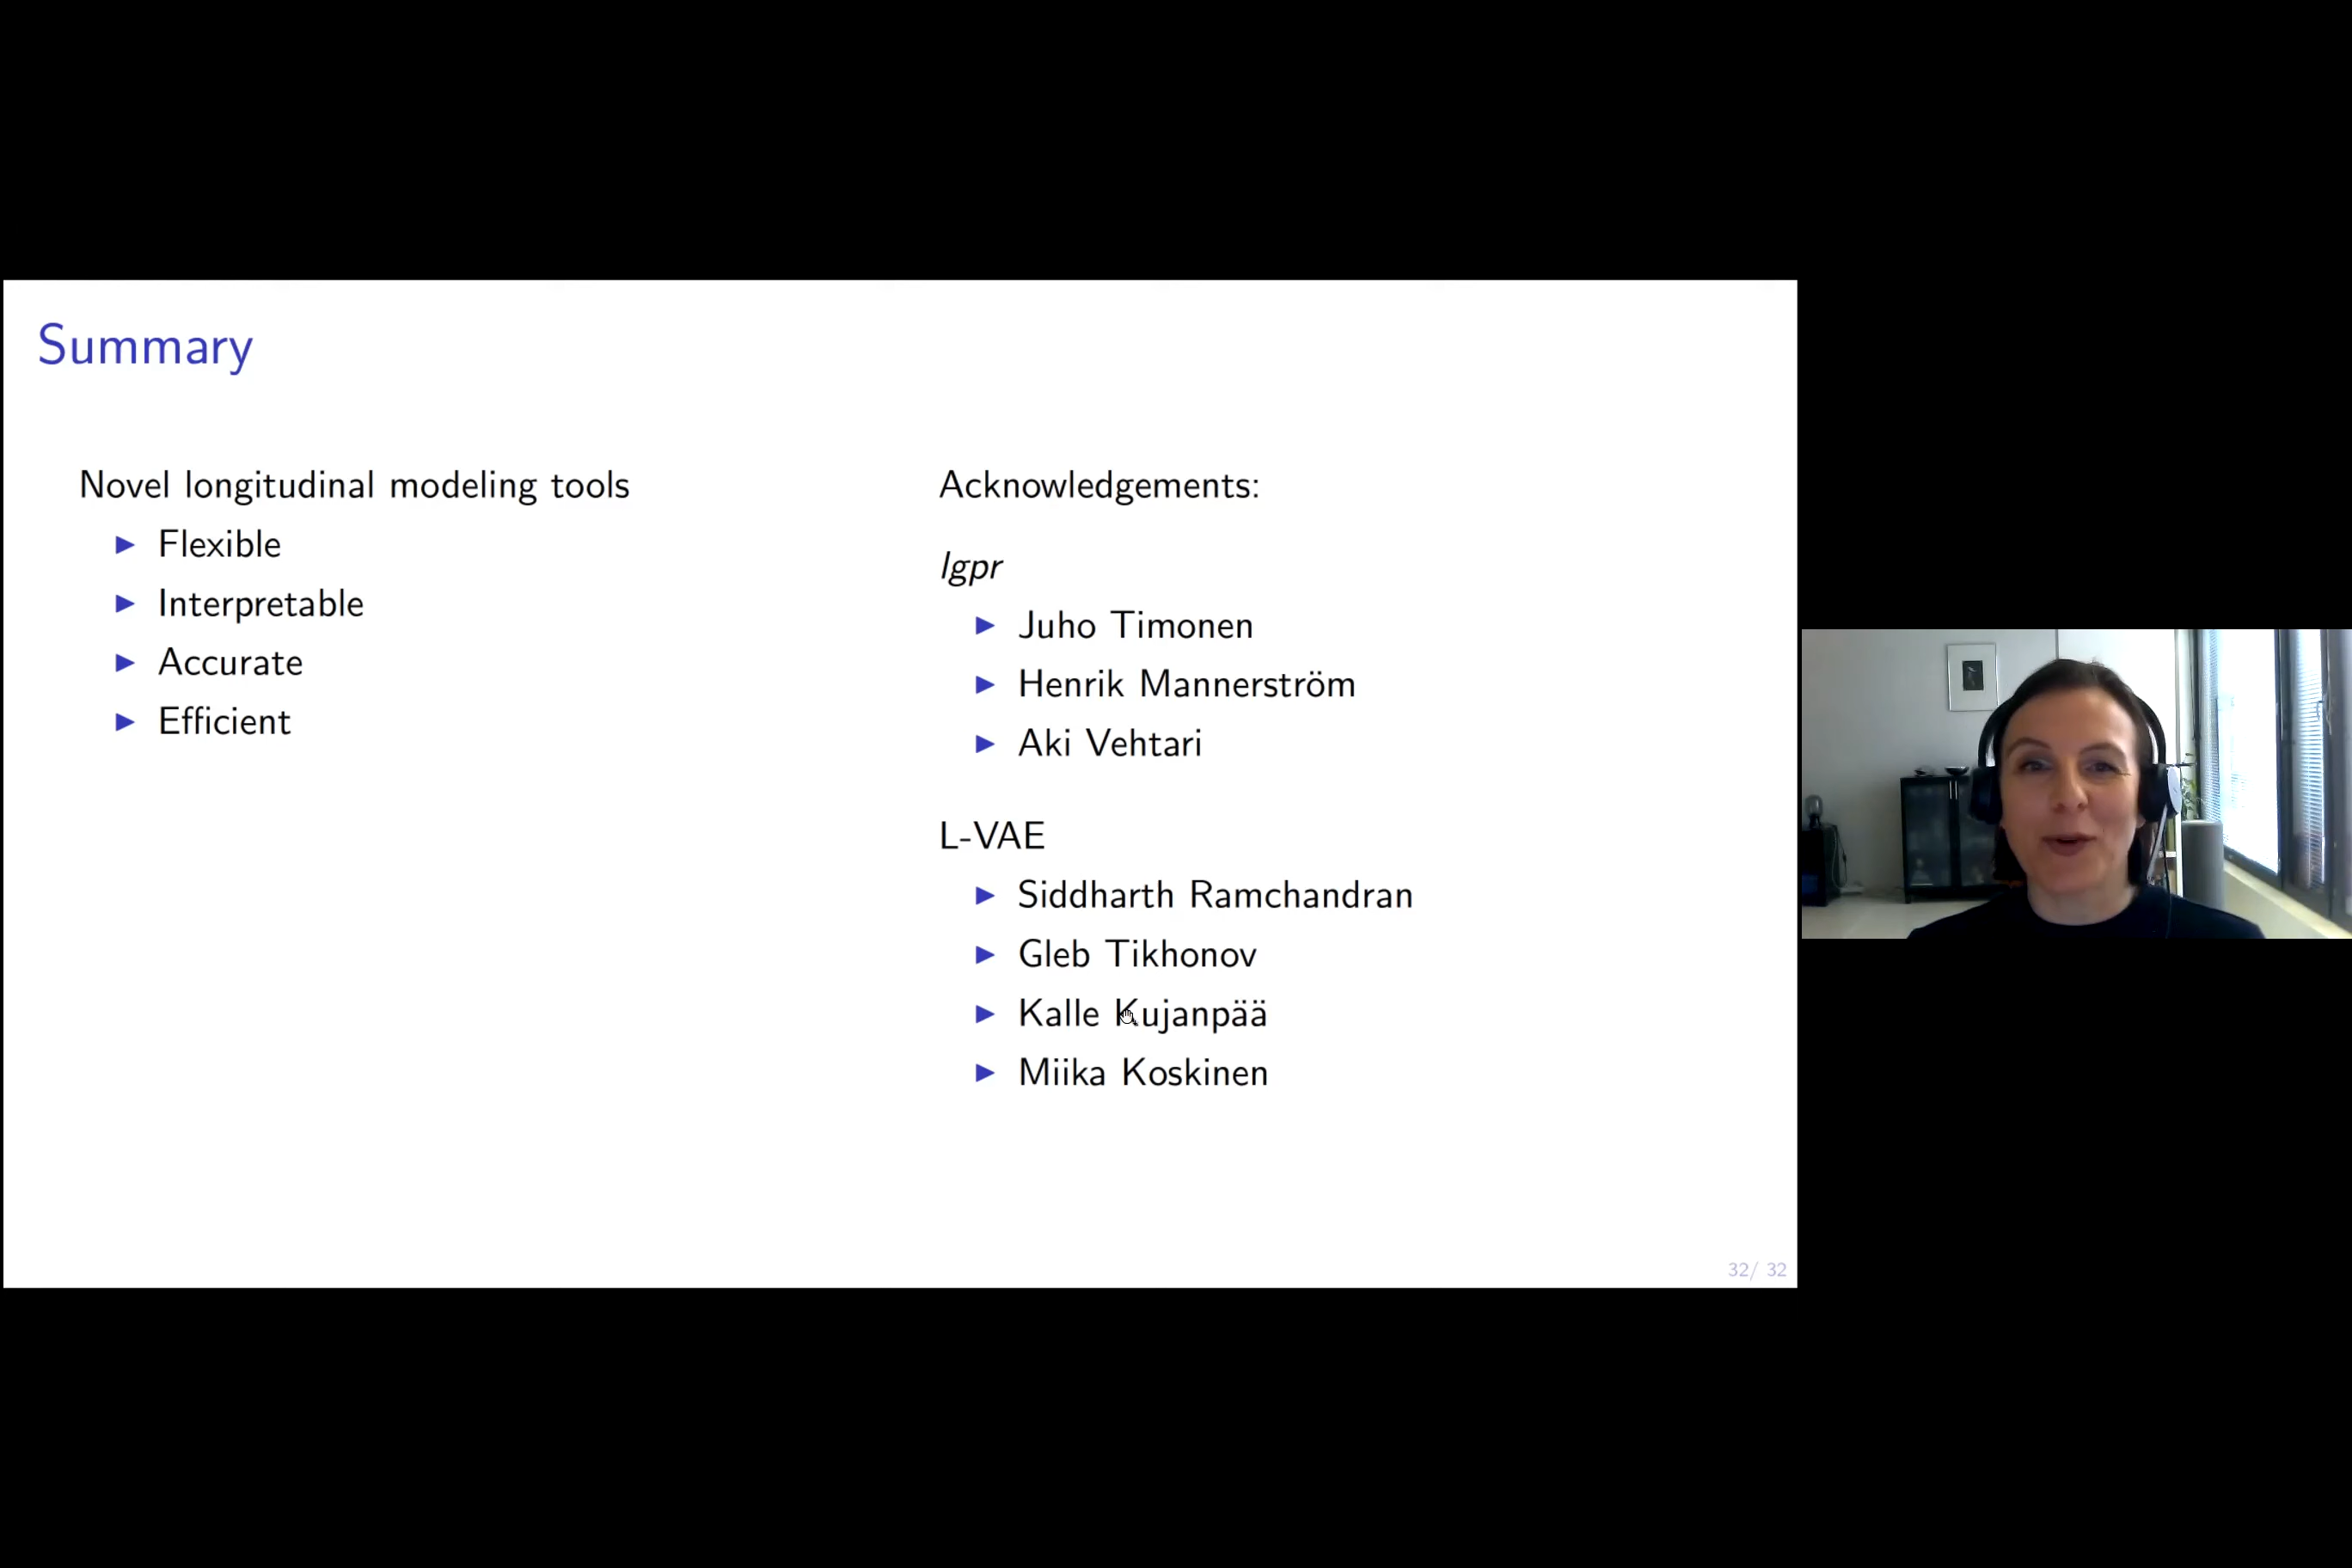 Summary
Novel longitudinal modeling tools
Flexible
Interpretable
Accurate
Efficient
Acknowledgements:
lgpr
Juho Timonen
Henrik Mannerström
Aki Vehtari
L-VAE
Siddharth Ramchandran
Gleb Tikhonov
Kalle Kujanpää
Miika Koskinen
32/ 32